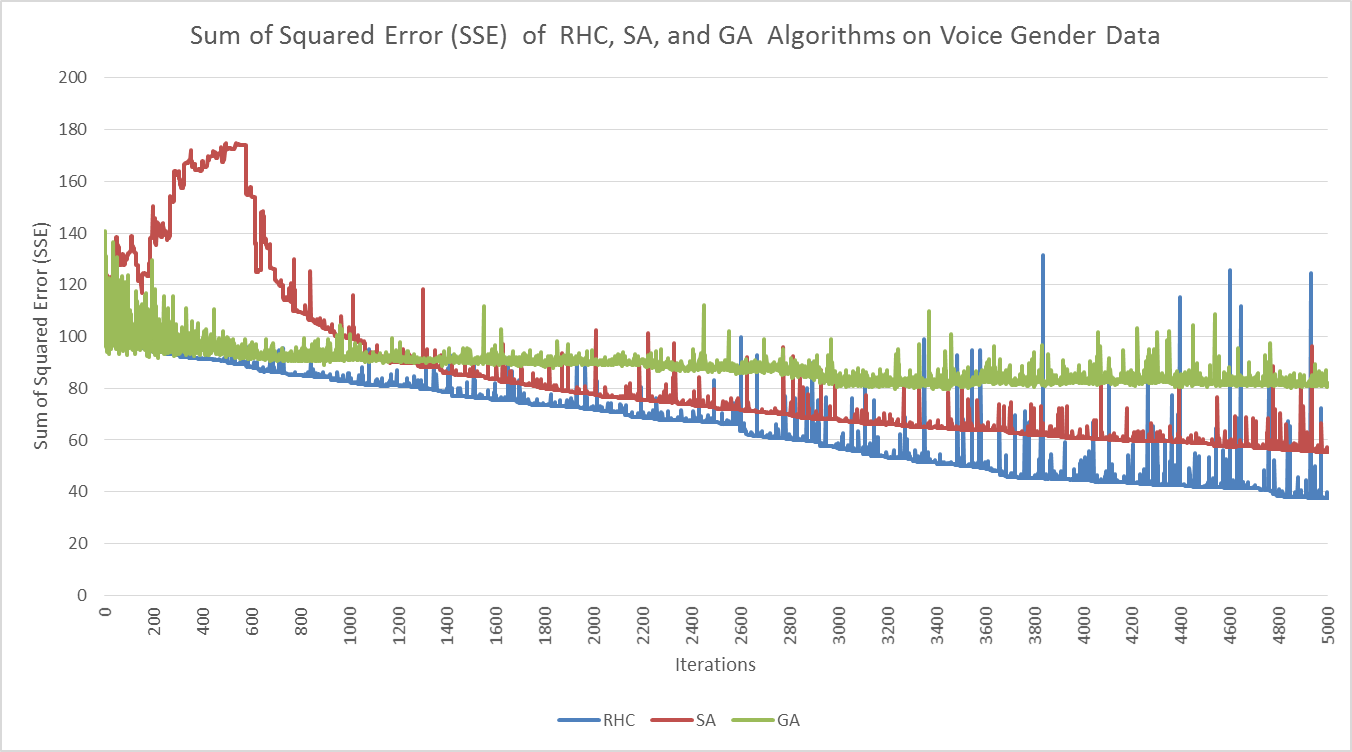 Sum of Squared Error (SSE) of RHC, SA, and GA Algorithms on Voice Gender Data
Sum of Squared Error (SSE)
200
180
160
140
120
100
80
60
40
20
0
0 200 400 600 800 1000 1200 1400 1600 1800 2000 2200 2400 2600 2800 3000 3200 3400 3600 3800 4000 4200 4400 4600 4800 5000
Iterations
RHC SA GA